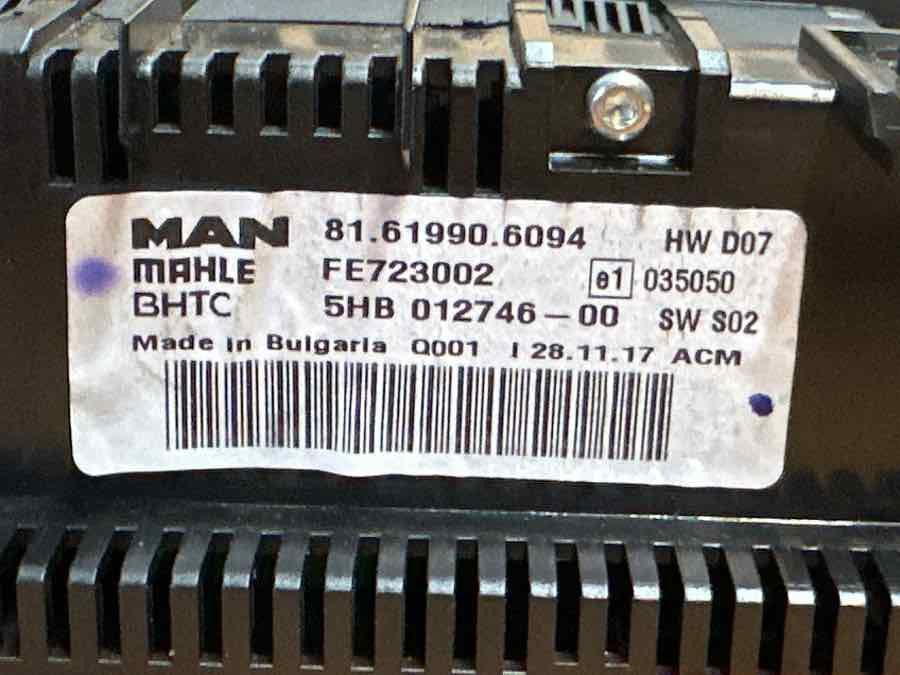 MAN 81.61990.6094 HW D07
MAHLE FE723002 e1 035050
BHTC 5HB 012746-00 SW S02
Made in Bulgaria Q001 I 28.11.17 ACM